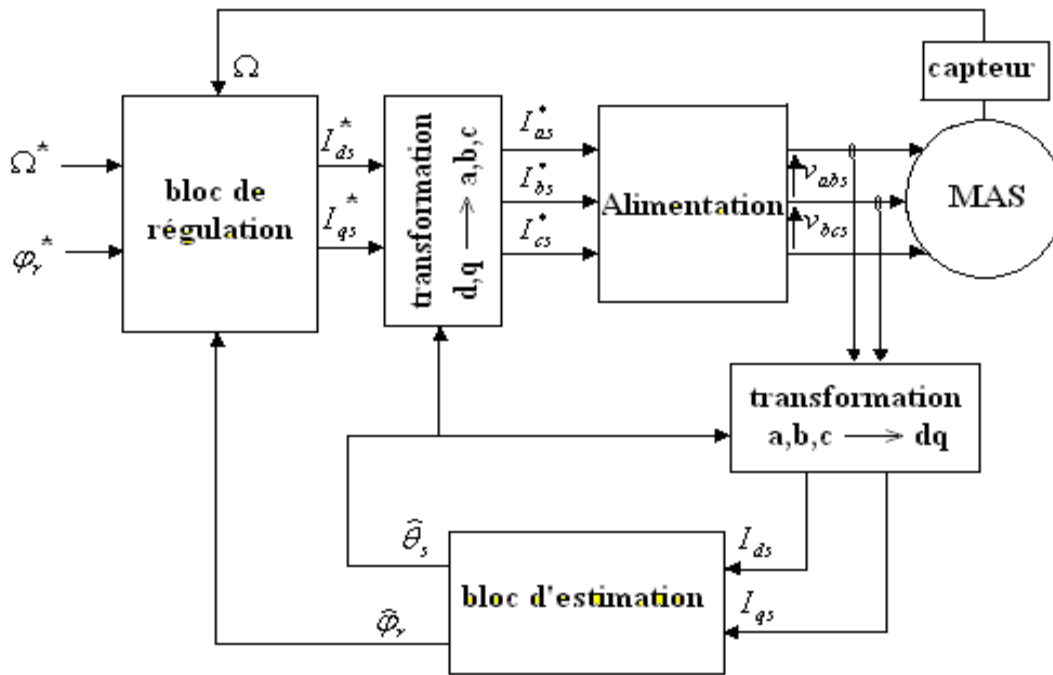 Ω
capteur
Ω*
φᵣ*
bloc de
régulation
I*ds
I*qs
transformation
d,q ⟶ a,b,c
I*as
I*bs
I*cs
Alimentation
vabs
vbcs
MAS
transformation
a,b,c ⟶ dq
θ̂s
φ̂r
bloc d'estimation
Ids
Iqs